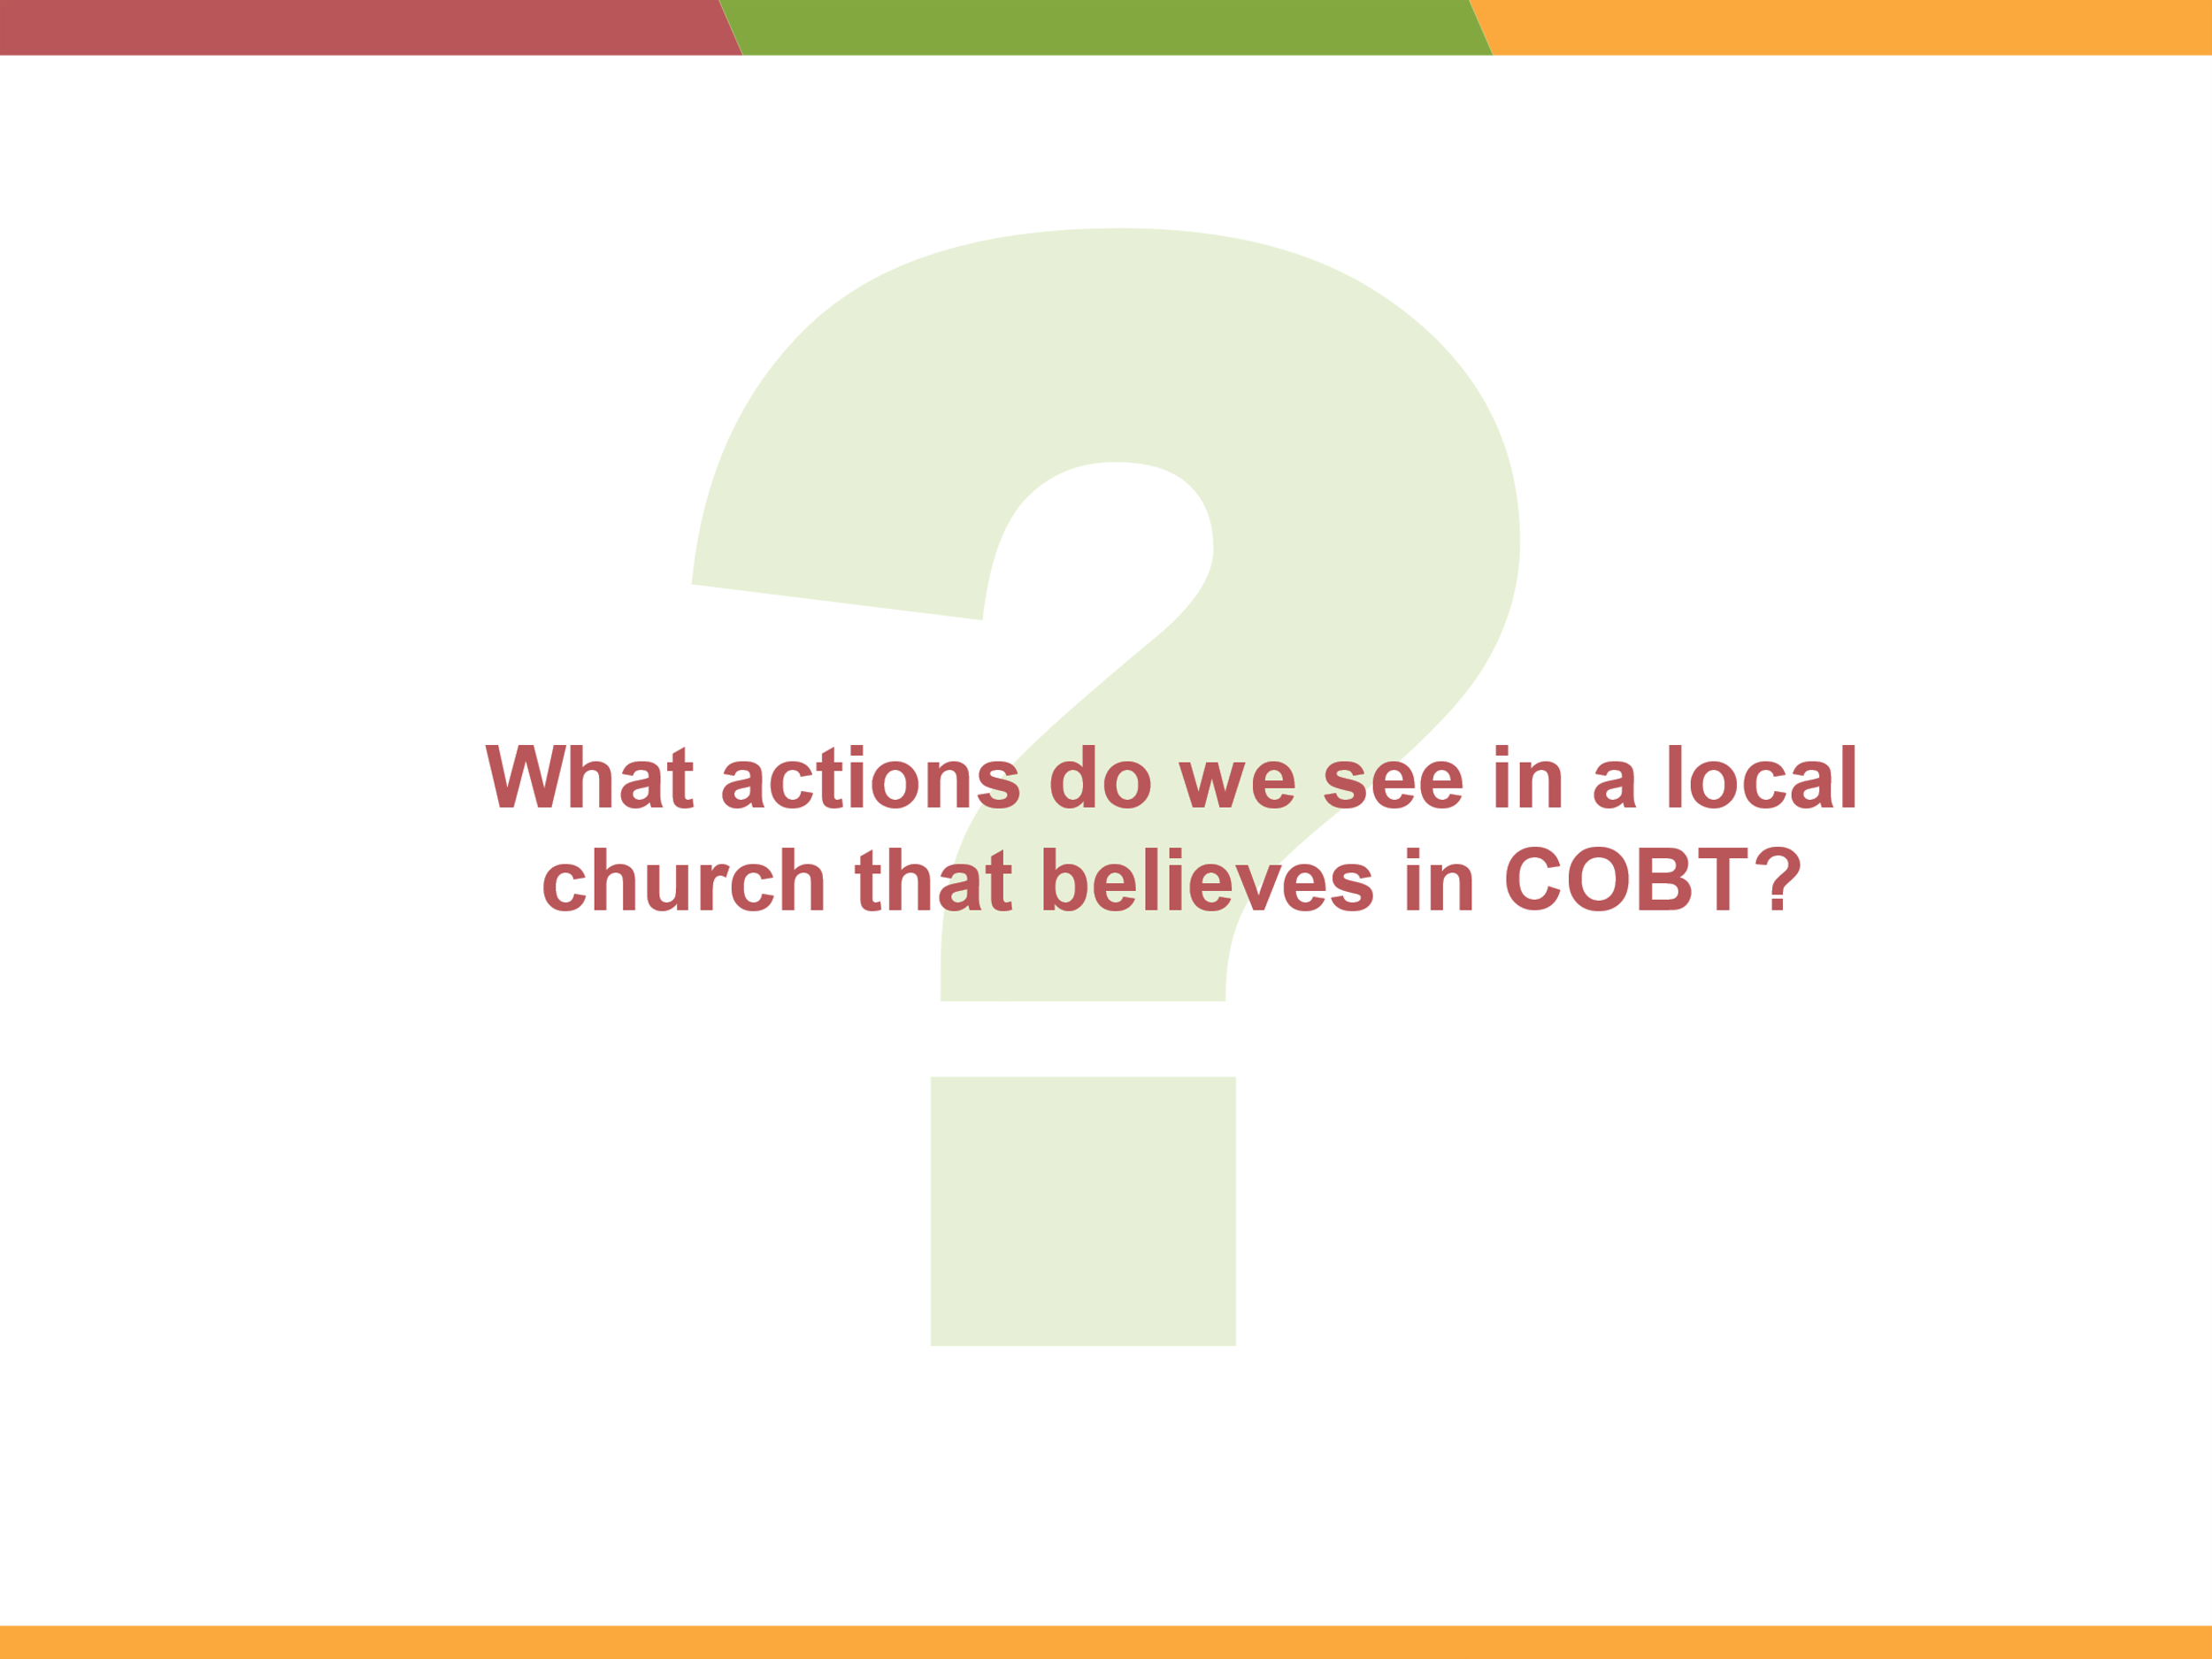 What actions do we see in a local
church that believes in COBT?